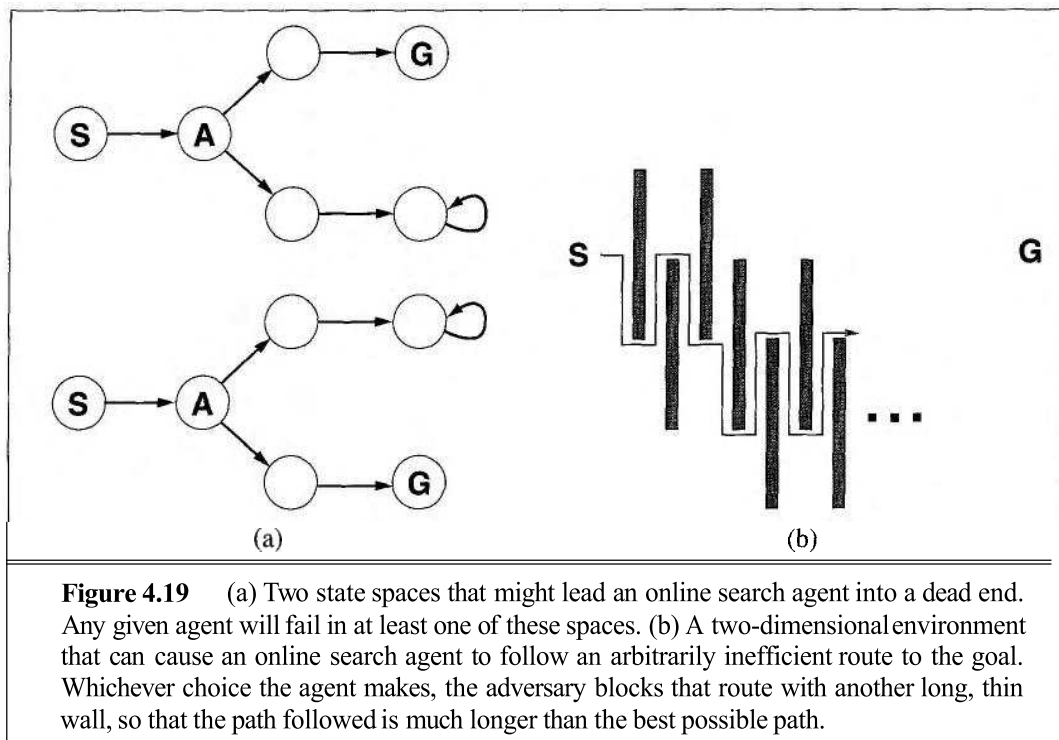 G
S A
S G
S A
G
(a) (b)
Figure 4.19 (a) Two state spaces that might lead an online search agent into a dead end.
Any given agent will fail in at least one of these spaces. (b) A two-dimensional environment
that can cause an online search agent to follow an arbitrarily inefficient route to the goal.
Whichever choice the agent makes, the adversary blocks that route with another long, thin
wall, so that the path followed is much longer than the best possible path.